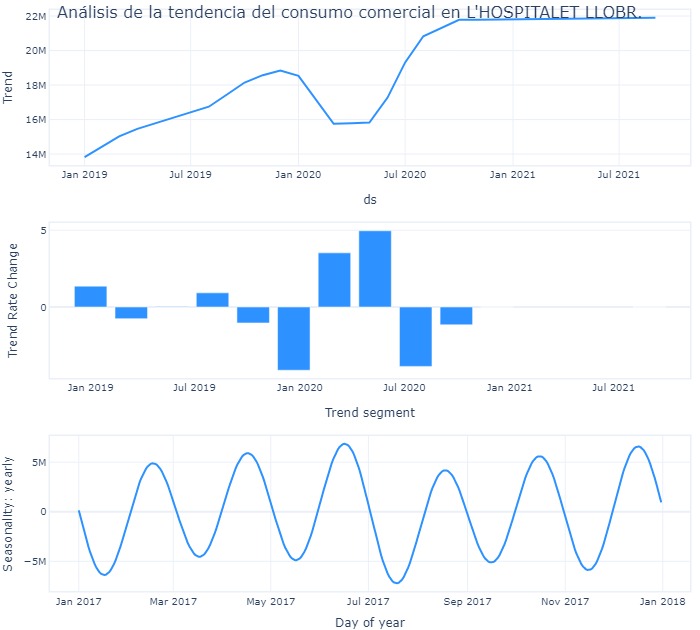 Análisis de la tendencia del consumo comercial en L'HOSPITALET LLOBR.
22M
20M
18M
16M
14M
Trend
Jan 2019 Jul 2019 Jan 2020 Jul 2020 Jan 2021 Jul 2021
ds
5
0
Trend Rate Change
Jan 2019 Jul 2019 Jan 2020 Jul 2020 Jan 2021 Jul 2021
Trend segment
5M
0
−5M
Seasonality: yearly
Jan 2017 Mar 2017 May 2017 Jul 2017 Sep 2017 Nov 2017 Jan 2018
Day of year